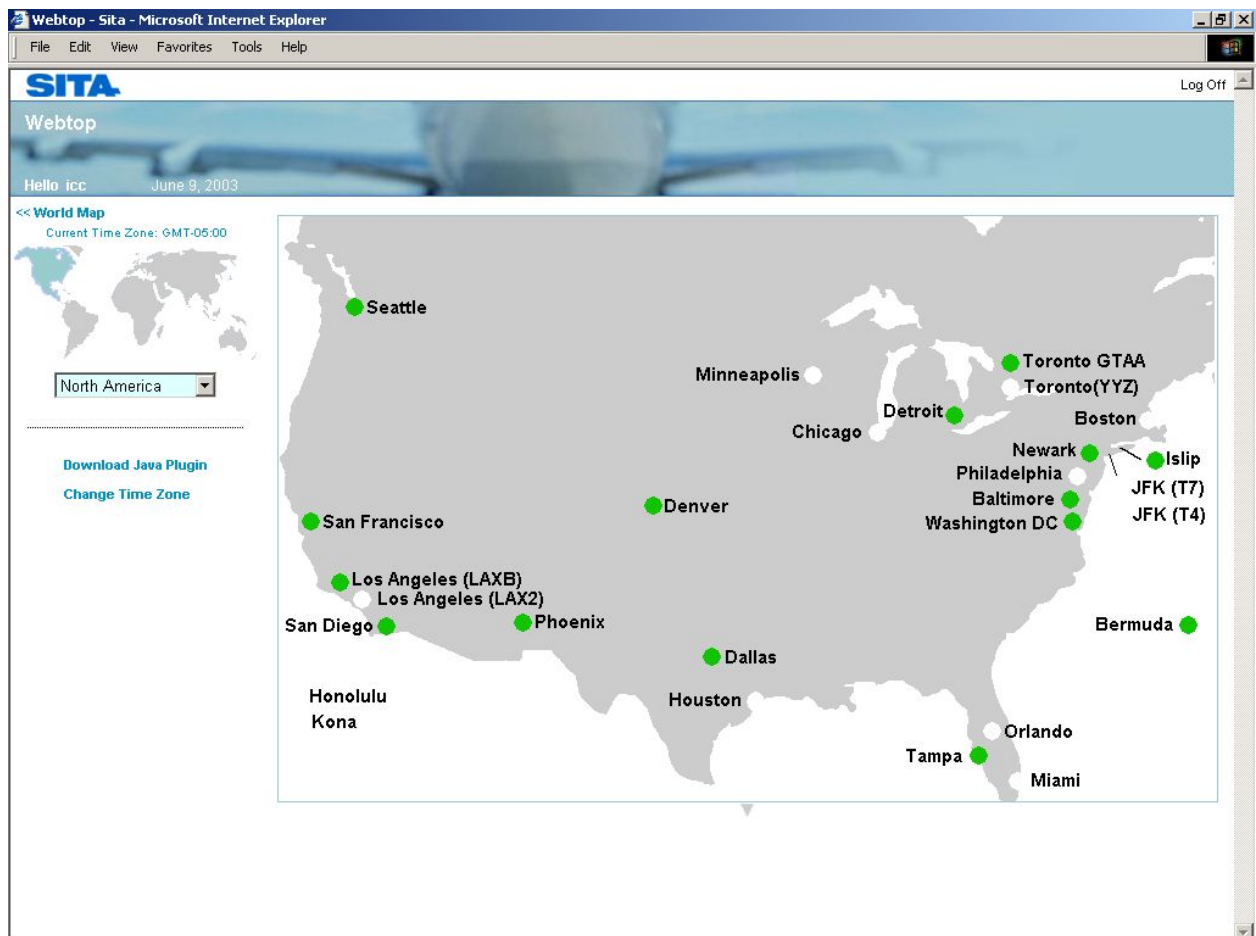 Webtop - Sita - Microsoft Internet Explorer
File Edit View Favorites Tools Help
SITA
Log Off
Webtop
Hello icc June 9, 2003
<< World Map
Current Time Zone: GMT-05:00
North America
Download Java Plugin
Change Time Zone
Seattle
Minneapolis
Toronto GTAA
Toronto(YYZ)
Detroit
Boston
Chicago
Newark
Islip
Philadelphia
JFK (T7)
Baltimore
JFK (T4)
Washington DC
Denver
San Francisco
Los Angeles (LAXB)
Los Angeles (LAX2)
San Diego
Phoenix
Bermuda
Dallas
Honolulu
Kona
Houston
Orlando
Tampa
Miami